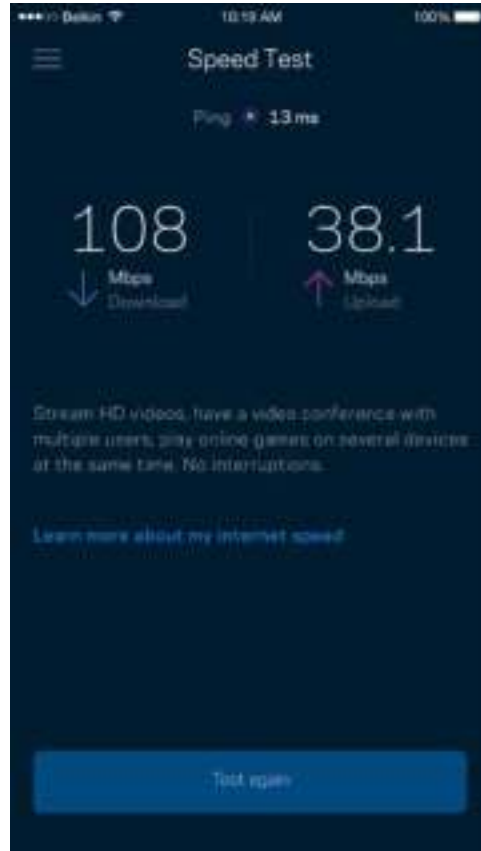 Belkin 10:19 AM 100%
Speed Test
Ping 13 ms
108 38.1
Mbps Mbps
Download Upload
Stream HD videos, have a video conference with
multiple users, play online games on several devices
at the same time. No interruptions.
Learn more about my internet speed
Test again